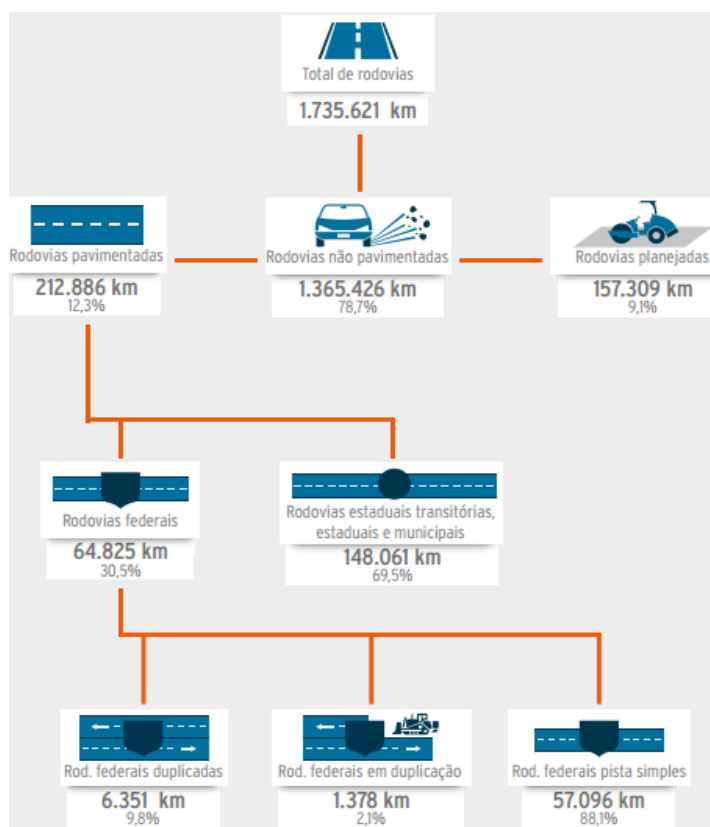 Total de rodovias
1.735.621 km
Rodovias pavimentadas
212.886 km
12,3%
Rodovias não pavimentadas
1.365.426 km
78,7%
Rodovias planejadas
157.309 km
9,1%
Rodovias federais
64.825 km
30,5%
Rodovias estaduais transitórias,
estaduais e municipais
148.061 km
69,5%
Rod. federais duplicadas
6.351 km
9,8%
Rod. federais em duplicação
1.378 km
2,1%
Rod. federais pista simples
57.096 km
88,1%